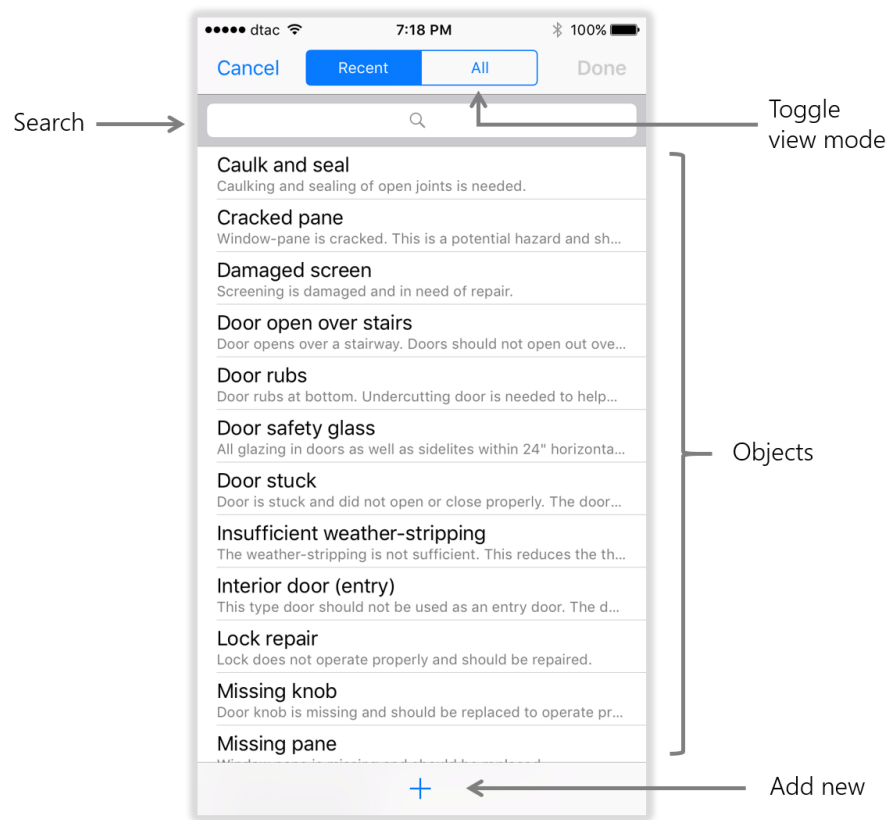 dtac 7:18 PM 100%
Cancel Recent All Done
Search
Toggle
view mode
Caulk and seal
Caulking and sealing of open joints is needed.
Cracked pane
Window-pane is cracked. This is a potential hazard and sh...
Damaged screen
Screening is damaged and in need of repair.
Door open over stairs
Door opens over a stairway. Doors should not open out ove...
Door rubs
Door rubs at bottom. Undercutting door is needed to help...
Door safety glass
All glazing in doors as well as sidelites within 24" horizonta...
Objects
Door stuck
Door is stuck and did not open or close properly. The door...
Insufficient weather-stripping
The weather-stripping is not sufficient. This reduces the th...
Interior door (entry)
This type door should not be used as an entry door. The d...
Lock repair
Lock does not operate properly and should be repaired.
Missing knob
Door knob is missing and should be replaced to operate pr...
Missing pane
Add new